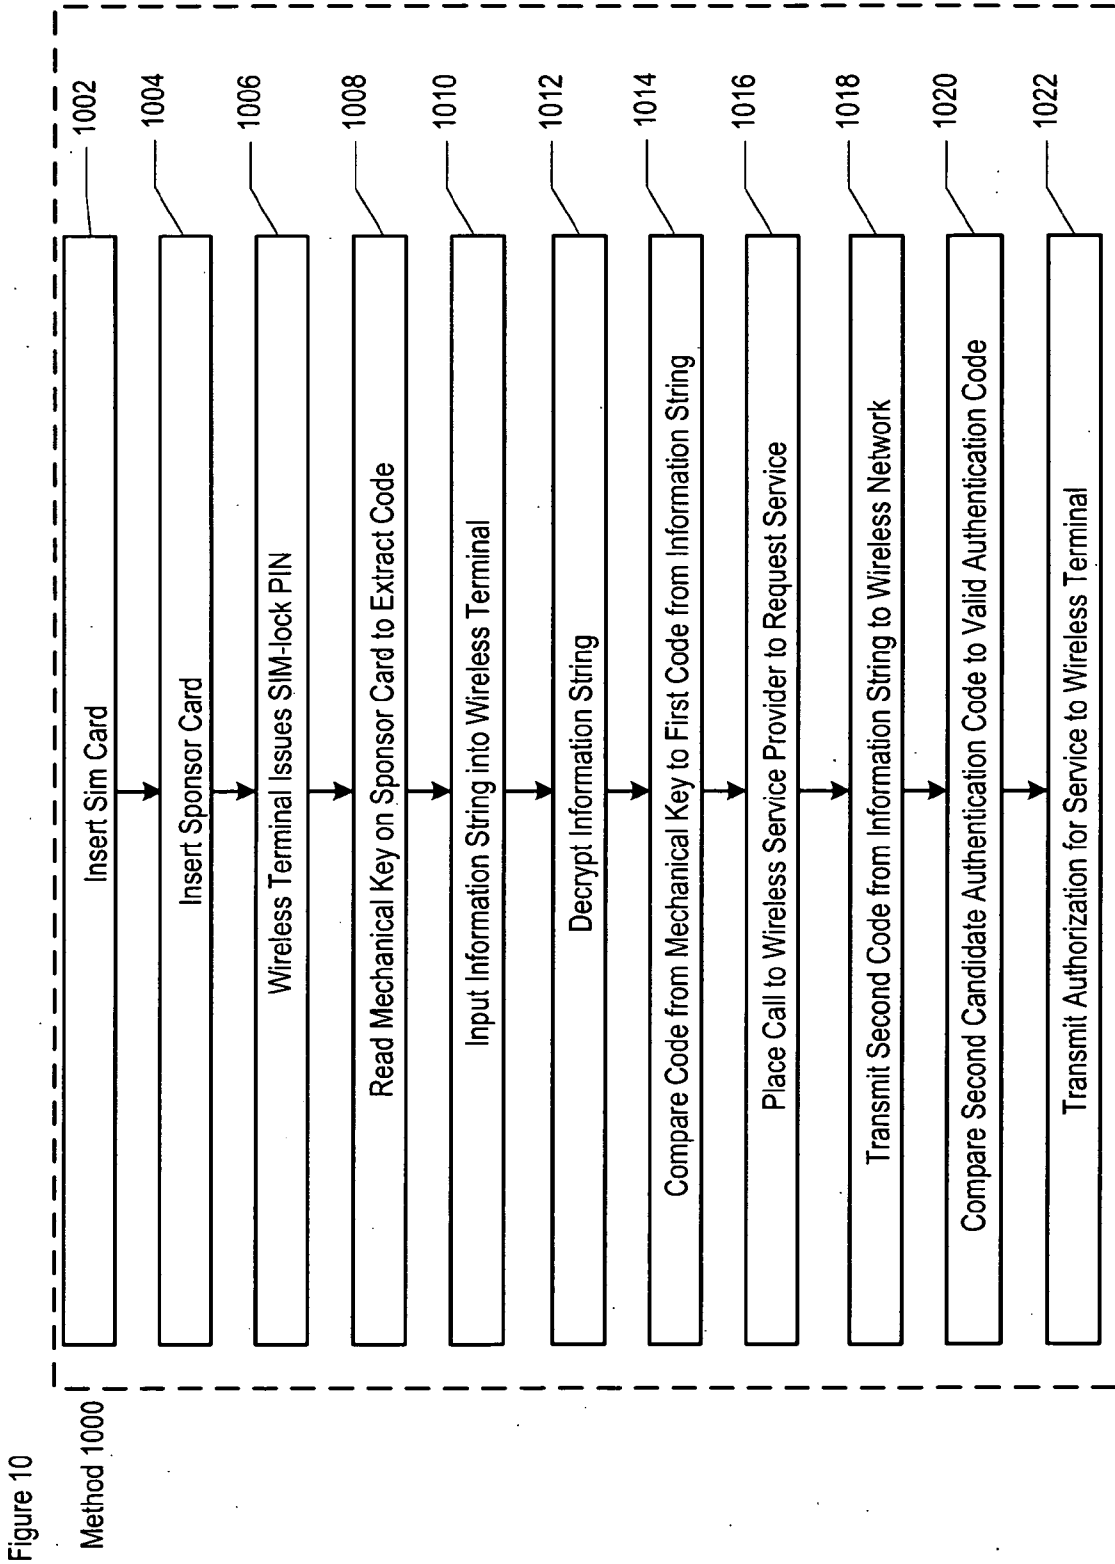 Figure 10
Method 1000
Insert Sim Card
1002
Insert Sponsor Card
1004
Wireless Terminal Issues SIM-lock PIN
1006
Read Mechanical Key on Sponsor Card to Extract Code
1008
Input Information String into Wireless Terminal
1010
Decrypt Information String
1012
Compare Code from Mechanical Key to First Code from Information String
1014
Place Call to Wireless Service Provider to Request Service
1016
Transmit Second Code from Information String to Wireless Network
1018
Compare Second Candidate Authentication Code to Valid Authentication Code
1020
Transmit Authorization for Service to Wireless Terminal
1022